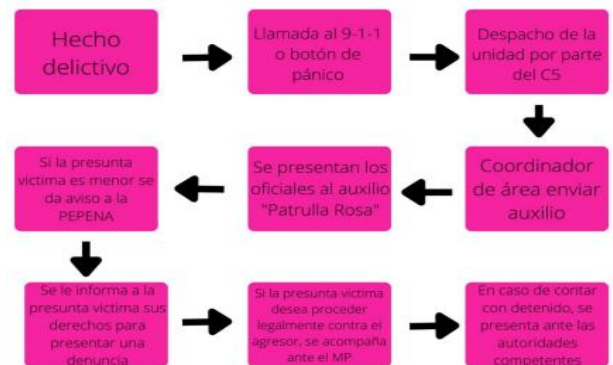 Hecho
delictivo
Llamada al 9-1-1
o botón de
pánico
Despacho de la
unidad por parte
del C5
Coordinador
de área enviar
auxilio
Se presentan los
oficiales al auxilio
"Patrulla Rosa"
Si la presunta
victima es menor se
da aviso a la
PEPENA
Se le informa a la
presunta victima sus
derechos para
presentar una
denuncia
Si la presunta victima
desea proceder
legalmente contra el
agresor, se acompaña
ante el MP
En caso de contar
con detenido, se
presenta ante las
autoridades
competentes